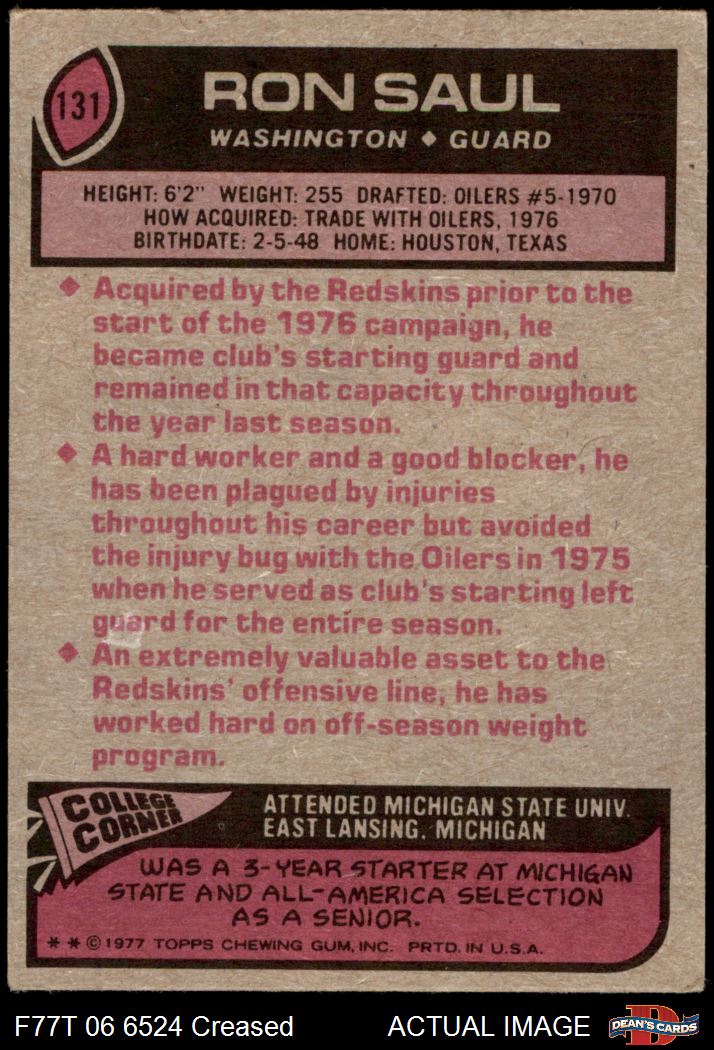 131
RON SAUL
WASHINGTON ◆ GUARD
HEIGHT: 6'2" WEIGHT: 255 DRAFTED: OILERS #5-1970
HOW ACQUIRED: TRADE WITH OILERS, 1976
BIRTHDATE: 2-5-48 HOME: HOUSTON, TEXAS
◆ Acquired by the Redskins prior to the
start of the 1976 campaign, he
became club's starting guard and
remained in that capacity throughout
the year last season.
◆ A hard worker and a good blocker, he
has been plagued by injuries
throughout his career but avoided
the injury bug with the Oilers in 1975
when he served as club's starting left
guard for the entire season.
◆ An extremely valuable asset to the
Redskins' offensive line, he has
worked hard on off-season weight
program.
COLLEGE
CORNER
ATTENDED MICHIGAN STATE UNIV.
EAST LANSING, MICHIGAN
WAS A 3-YEAR STARTER AT MICHIGAN
STATE AND ALL-AMERICA SELECTION
AS A SENIOR.
* * © 1977 TOPPS CHEWING GUM, INC. PRTD. IN U.S.A.
F77T 06 6524 Creased ACTUAL IMAGE
DEAN'S CARDS